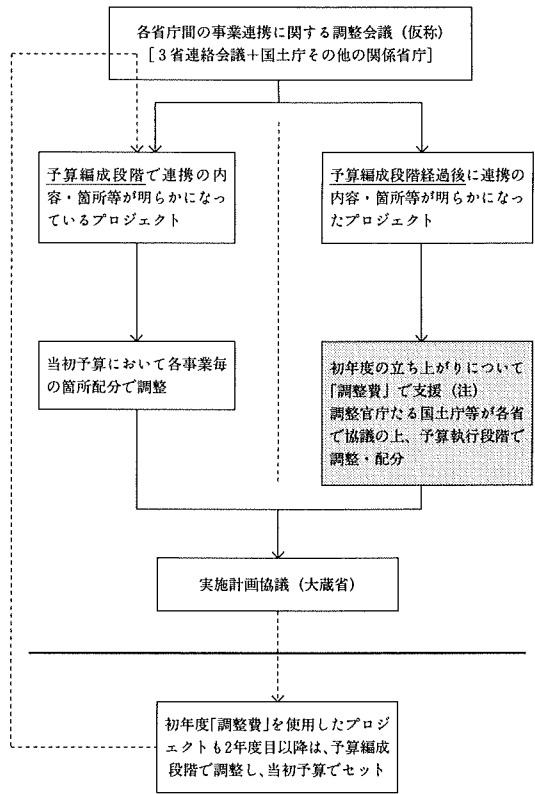 各省庁間の事業連携に関する調整会議（仮称）
［３省連絡会議＋国土庁その他の関係省庁］
予算編成段階で連携の内
容・箇所等が明らかになっ
ているプロジェクト
予算編成段階経過後に連携の
内容・箇所等が明らかになっ
たプロジェクト
当初予算において各事業毎
の箇所配分で調整
初年度の立ち上がりについて
「調整費」で支援（注）
調整官庁たる国土庁等が各省
で協議の上、予算執行段階で
調整・配分
実施計画協議（大蔵省）
初年度「調整費」を使用したプロジ
ェクトも2年度目以降は、予算編成
段階で調整し、当初予算でセット